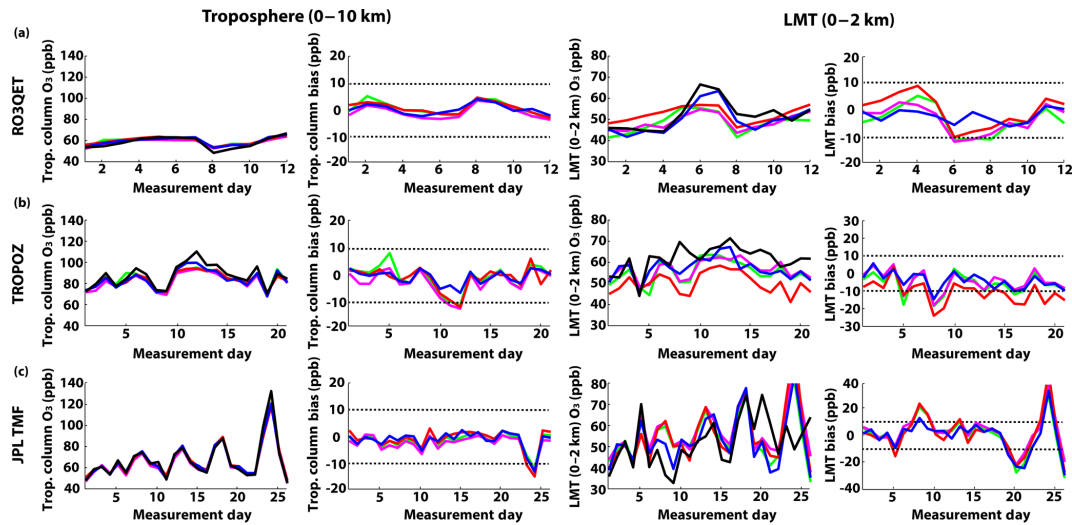 Troposphere (0−10 km) LMT (0−2 km)
(a)
RO3QET
Trop. column O₃ (ppb)
140
120
100
80
60
40
2 4 6 8 10 12
Measurement day
Trop. column bias (ppb)
20
10
0
−10
−20
2 4 6 8 10 12
Measurement day
LMT (0−2 km) O₃ (ppb)
80
70
60
50
40
30
2 4 6 8 10 12
Measurement day
LMT bias (ppb)
20
10
0
−10
−20
2 4 6 8 10 12
Measurement day
(b)
TROPOZ
Trop. column O₃ (ppb)
140
120
100
80
60
40
5 10 15 20
Measurement day
Trop. column bias (ppb)
20
10
0
−10
−20
5 10 15 20
Measurement day
LMT (0−2 km) O₃ (ppb)
80
70
60
50
40
30
5 10 15 20
Measurement day
LMT bias (ppb)
30
20
10
0
−10
−20
−30
5 10 15 20
Measurement day
(c)
JPL TMF
Trop. column O₃ (ppb)
140
120
100
80
60
40
5 10 15 20 25
Measurement day
Trop. column bias (ppb)
20
10
0
−10
−20
5 10 15 20 25
Measurement day
LMT (0−2 km) O₃ (ppb)
80
70
60
50
40
30
5 10 15 20 25
Measurement day
LMT bias (ppb)
40
20
0
−20
−40
5 10 15 20 25
Measurement day